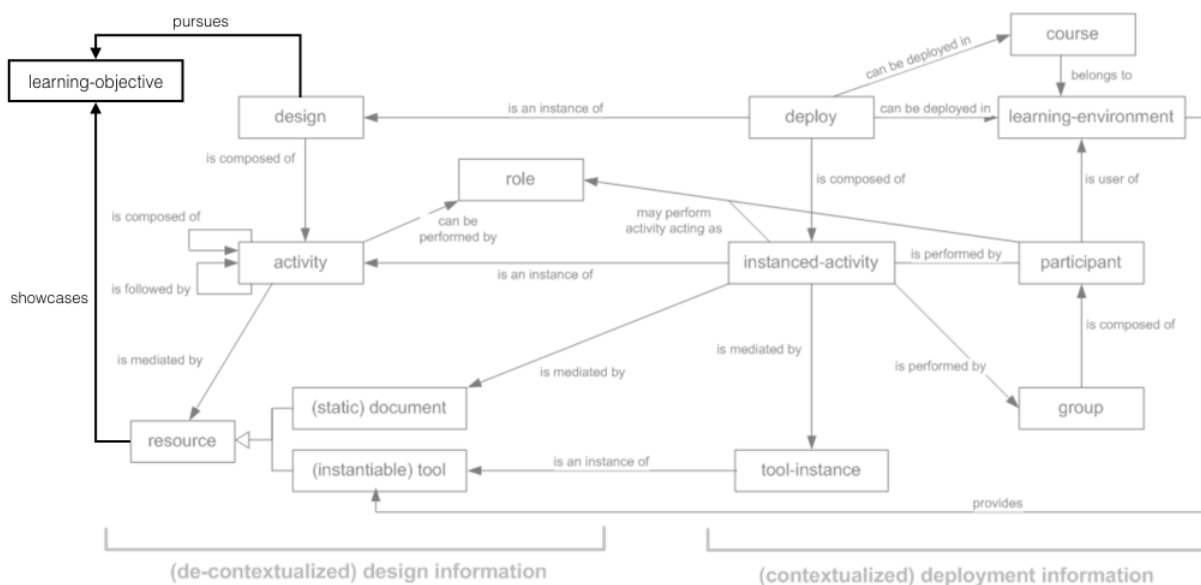 pursues
learning-objective
course
can be deployed in
belongs to
design
is an instance of
deploy
can be deployed in
learning-environment
is composed of
role
is composed of
is user of
is composed of
can be
performed by
may perform
activity acting as
activity
is an instance of
instanced-activity
is performed by
participant
is followed by
showcases
is composed of
is mediated by
is mediated by
is mediated by
is performed by
(static) document
group
resource
(instantiable) tool
is an instance of
tool-instance
provides
(de-contextualized) design information
(contextualized) deployment information